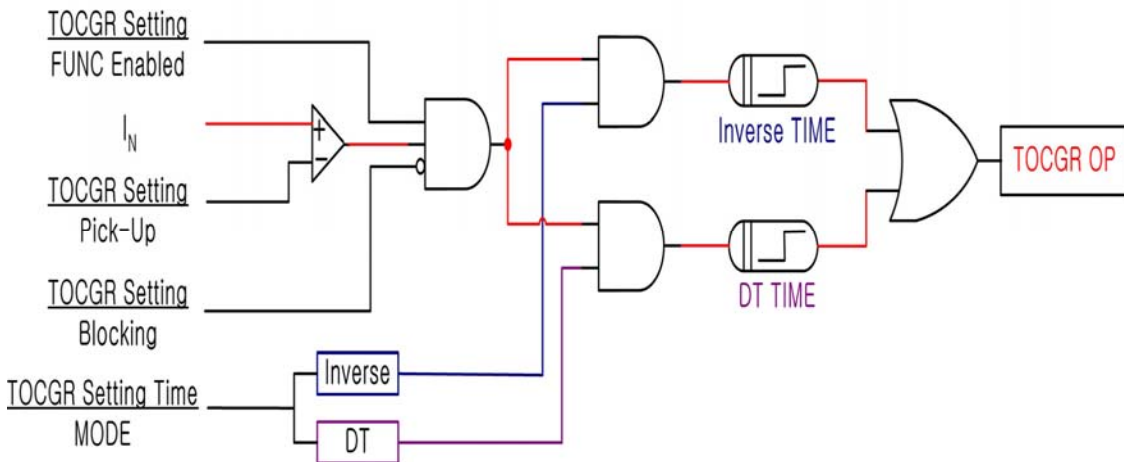 TOCGR Setting
FUNC Enabled
IN
+
−
TOCGR Setting
Pick-Up
TOCGR Setting
Blocking
TOCGR Setting Time
MODE
Inverse
DT
Inverse TIME
DT TIME
TOCGR OP